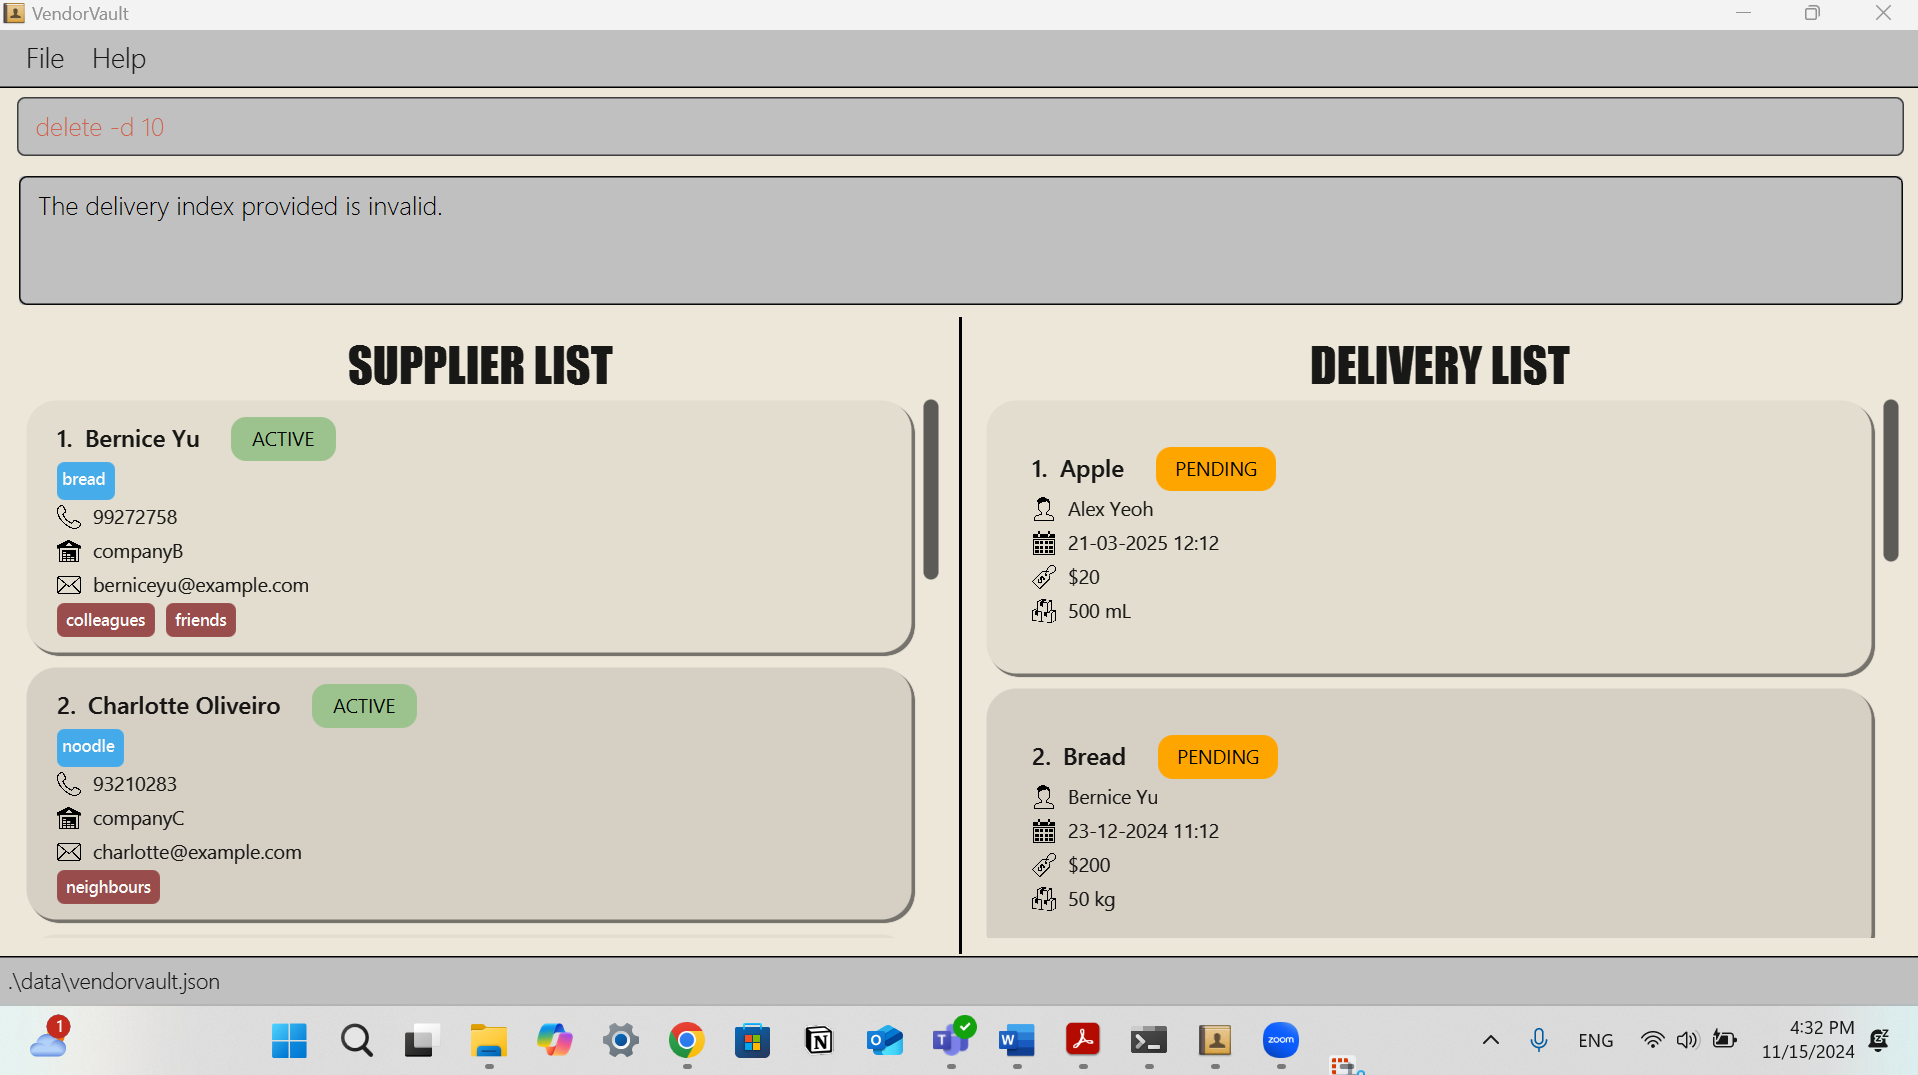 VendorVault
File Help
delete -d 10
The delivery index provided is invalid.
SUPPLIER LIST
1. Bernice Yu ACTIVE
bread
99272758
companyB
berniceyu@example.com
colleagues friends
2. Charlotte Oliveiro ACTIVE
noodle
93210283
companyC
charlotte@example.com
neighbours
DELIVERY LIST
1. Apple PENDING
Alex Yeoh
21-03-2025 12:12
$20
500 mL
2. Bread PENDING
Bernice Yu
23-12-2024 11:12
$200
50 kg
.\data\vendorvault.json
1
zoom
ENG
4:32 PM
11/15/2024